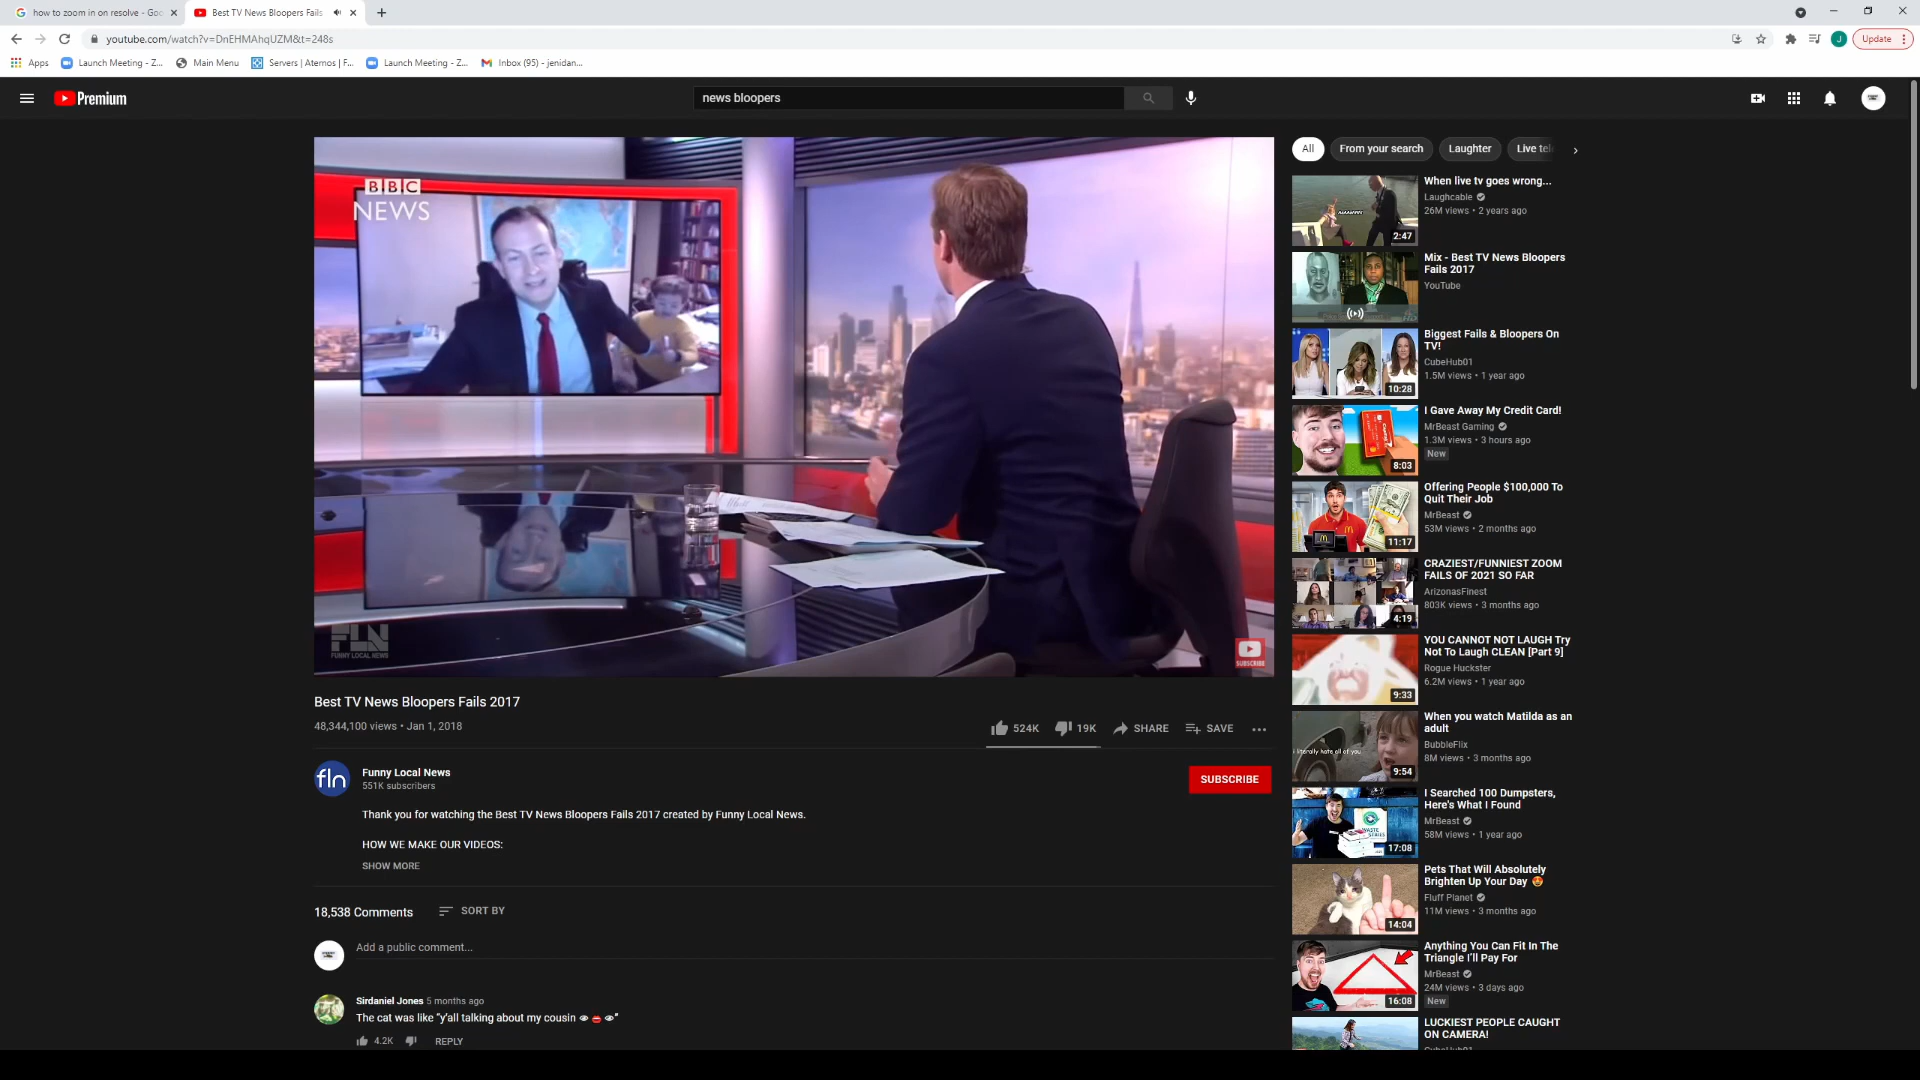 how to zoom in on resolve - Goo
Best TV News Bloopers Fails
youtube.com/watch?v=DnEHMAhqUZM&t=248s
Update
Apps
Launch Meeting - Z...
Main Menu
Servers | Aternos | F...
Launch Meeting - Z...
Inbox (95) - jenidan...
Premium
news bloopers
J
BBC
NEWS
FLN
FUNNY LOCAL NEWS
SUBSCRIBE
Best TV News Bloopers Fails 2017
48,344,100 views • Jan 1, 2018
524K
19K
SHARE
SAVE
fln
Funny Local News
551K subscribers
SUBSCRIBE
Thank you for watching the Best TV News Bloopers Fails 2017 created by Funny Local News.
HOW WE MAKE OUR VIDEOS:
SHOW MORE
18,538 Comments
SORT BY
Add a public comment...
Sirdaniel Jones 5 months ago
The cat was like "y'all talking about my cousin 👁 👄 👁"
4.2K
REPLY
All
From your search
Laughter
Live tel
When live tv goes wrong...
Laughcable
26M views • 2 years ago
2:47
Mix - Best TV News Bloopers
Fails 2017
YouTube
Biggest Fails & Bloopers On
TV!
CubeHub01
1.5M views • 1 year ago
10:28
I Gave Away My Credit Card!
MrBeast Gaming
1.3M views • 3 hours ago
New
8:03
Offering People $100,000 To
Quit Their Job
MrBeast
53M views • 2 months ago
11:17
CRAZIEST/FUNNIEST ZOOM
FAILS OF 2021 SO FAR
ArizonasFinest
803K views • 3 months ago
4:19
YOU CANNOT NOT LAUGH Try
Not To Laugh CLEAN [Part 9]
Rogue Huckster
6.2M views • 1 year ago
9:33
When you watch Matilda as an
adult
BubbleFlix
8M views • 3 months ago
i literally hate all of you
9:54
I Searched 100 Dumpsters,
Here's What I Found
MrBeast
58M views • 1 year ago
17:08
Pets That Will Absolutely
Brighten Up Your Day 😍
Fluff Planet
11M views • 3 months ago
14:04
Anything You Can Fit In The
Triangle I'll Pay For
MrBeast
24M views • 3 days ago
New
16:08
LUCKIEST PEOPLE CAUGHT
ON CAMERA!